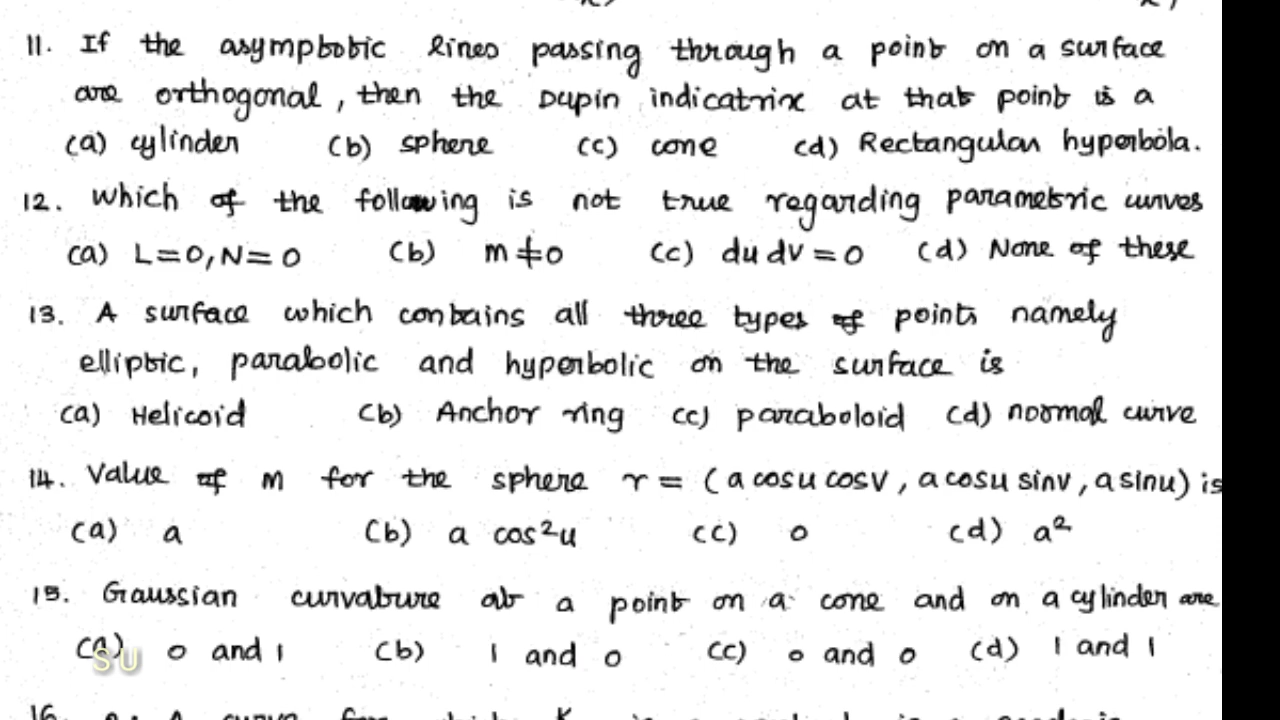 11. If the asymptotic lines passing through a point on a surface
are orthogonal, then the Dupin indicatrix at that point is a
(a) cylinder (b) sphere (c) cone (d) Rectangular hyperbola.
12. which of the following is not true regarding parametric curves
(a) L=0, N=0 (b) m≠0 (c) du dv = 0 (d) None of these
13. A surface which contains all three types of points namely
elliptic, parabolic and hyperbolic on the surface is
(a) Helicoid (b) Anchor ring (c) paraboloid (d) normal curve
14. Value of M for the sphere r = (a cosu cosv, a cosu sinv, a sinu) is
(a) a (b) a cos²u (c) 0 (d) a²
15. Gaussian curvature at a point on a cone and on a cylinder are
(a) 0 and 1 (b) 1 and 0 (c) 0 and 0 (d) 1 and 1
SU
16.